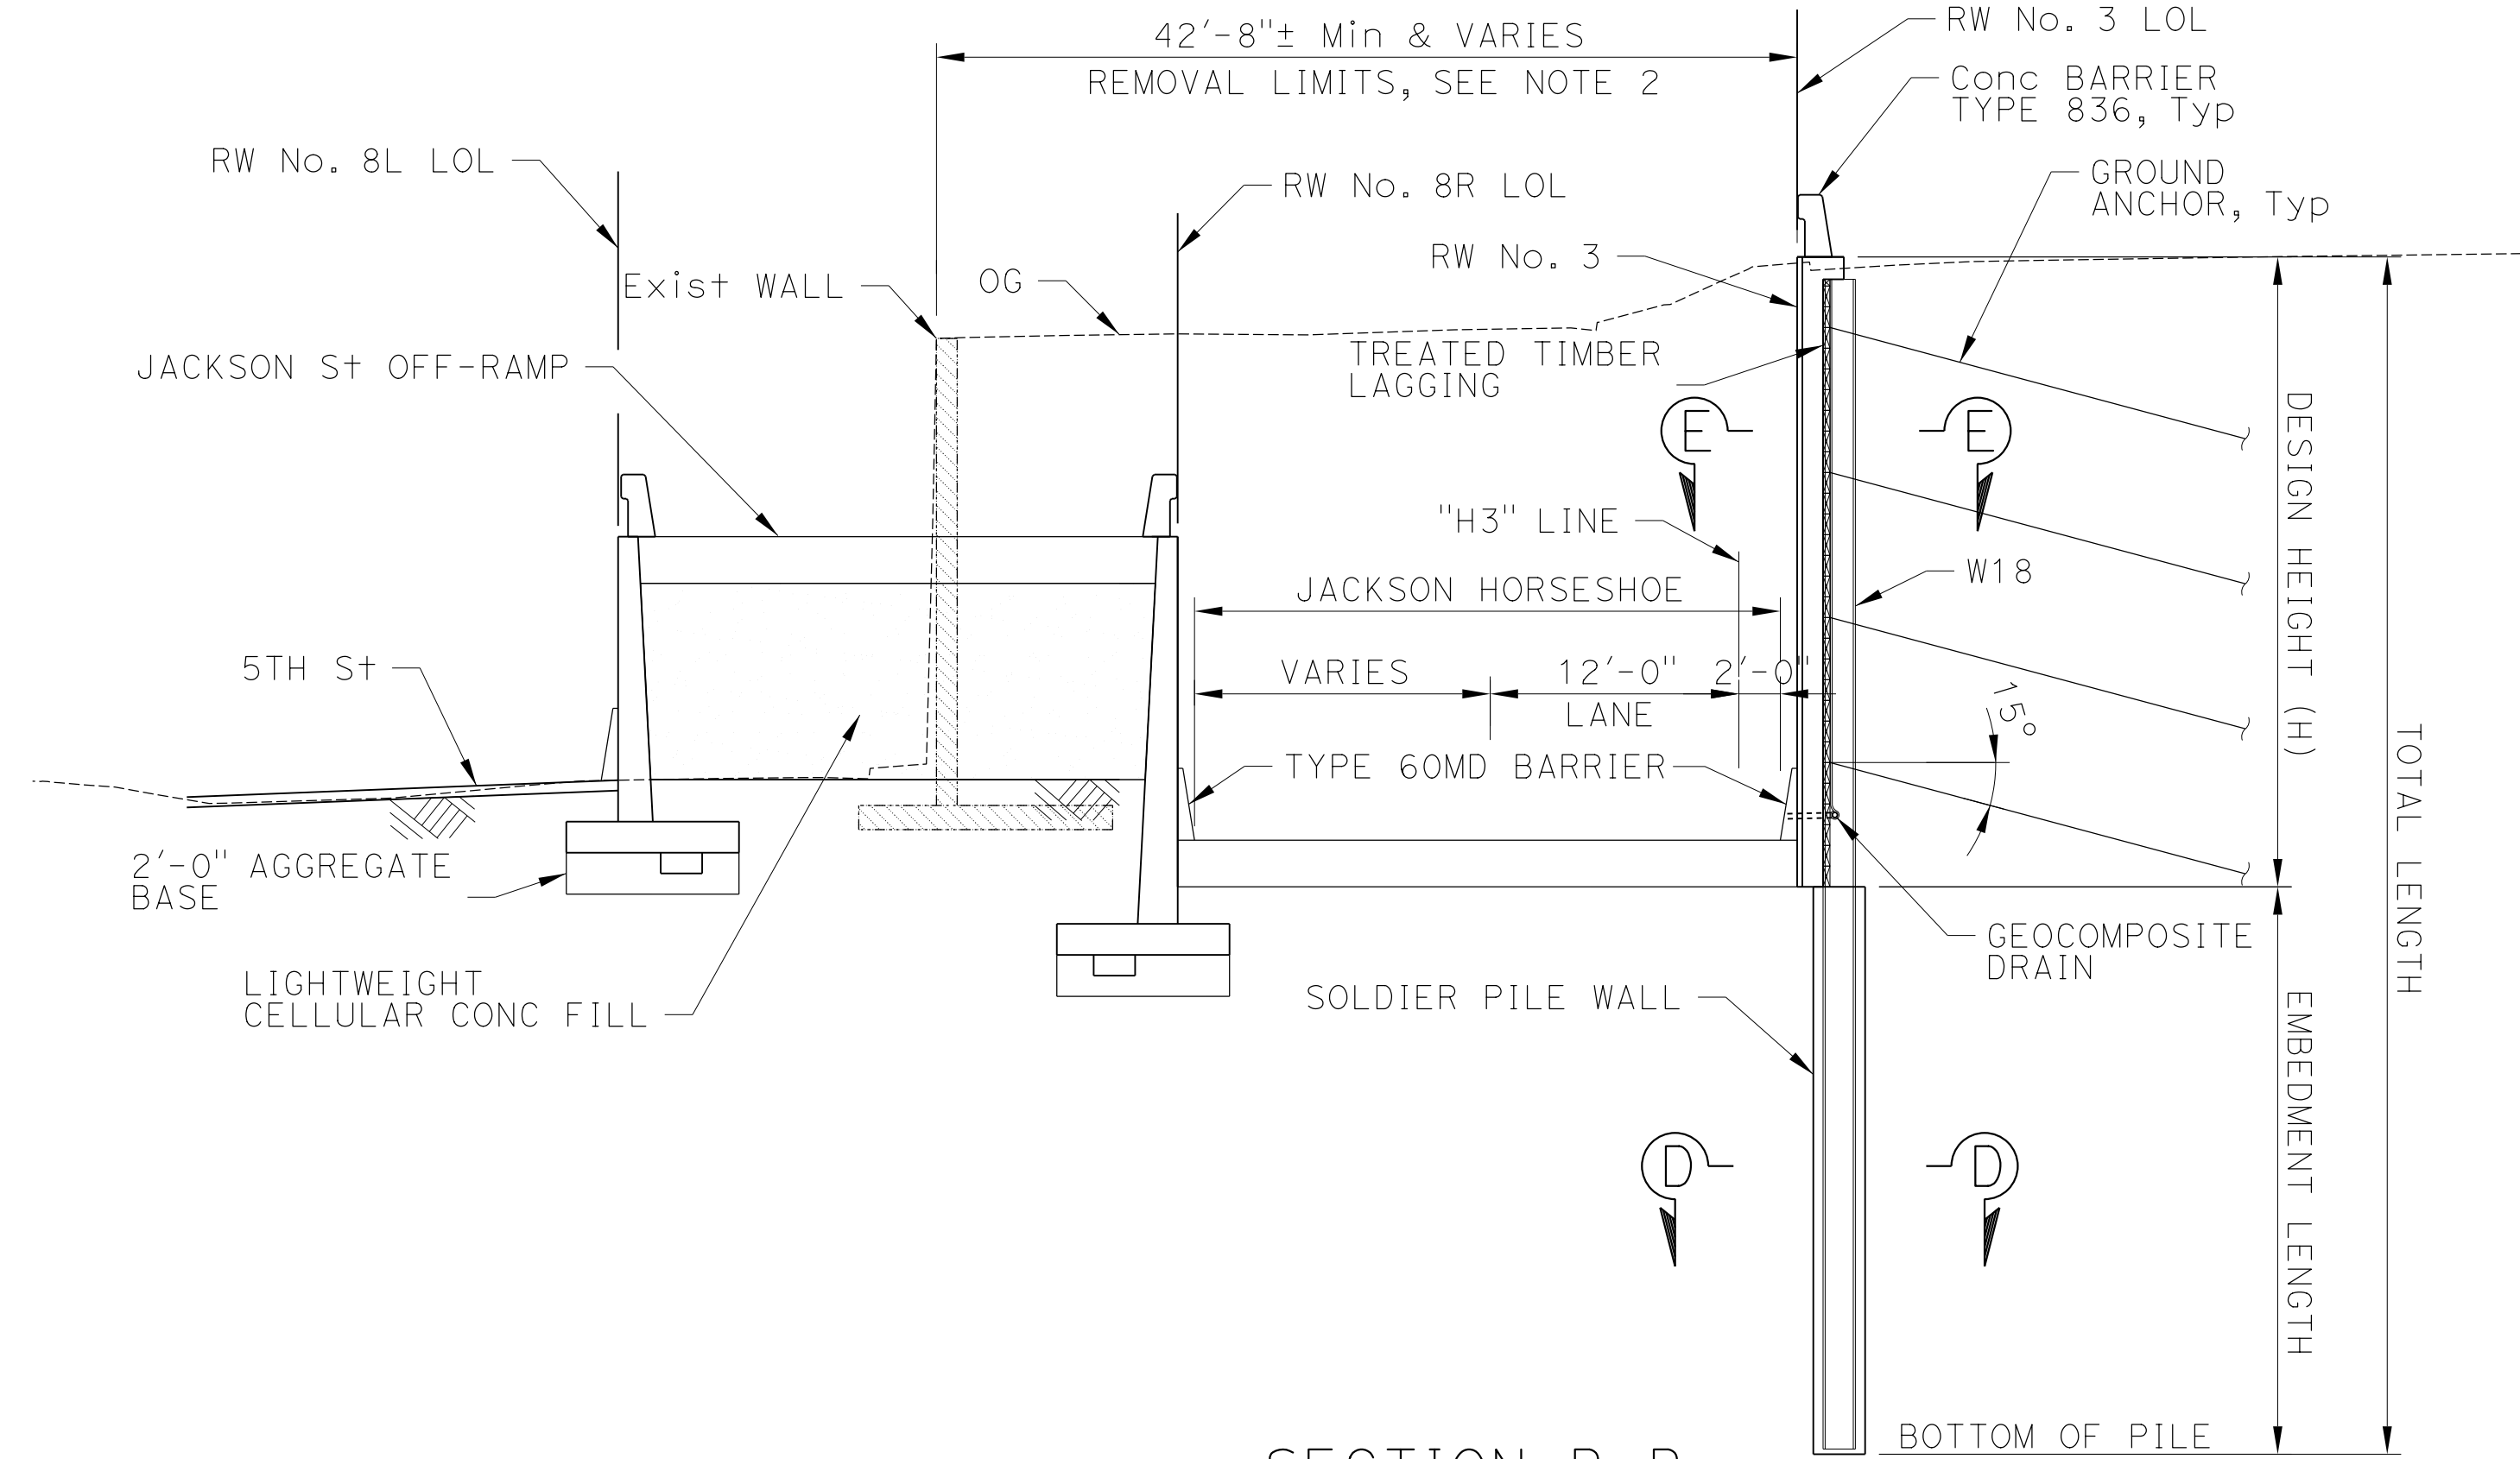 42'-8"± Min & VARIES
REMOVAL LIMITS, SEE NOTE 2
RW No. 3 LOL
Conc BARRIER
TYPE 836, Typ
GROUND
ANCHOR, Typ
RW No. 8L LOL
RW No. 8R LOL
RW No. 3
Exist WALL
OG
JACKSON St OFF-RAMP
TREATED TIMBER
LAGGING
E
E
"H3" LINE
W18
JACKSON HORSESHOE
VARIES
12'-0"
2'-0"
LANE
15°
5TH St
TYPE 60MD BARRIER
DESIGN HEIGHT (H)
TOTAL LENGTH
2'-0" AGGREGATE
BASE
GEOCOMPOSITE
DRAIN
LIGHTWEIGHT
CELLULAR CONC FILL
SOLDIER PILE WALL
EMBEDMENT LENGTH
D
D
BOTTOM OF PILE